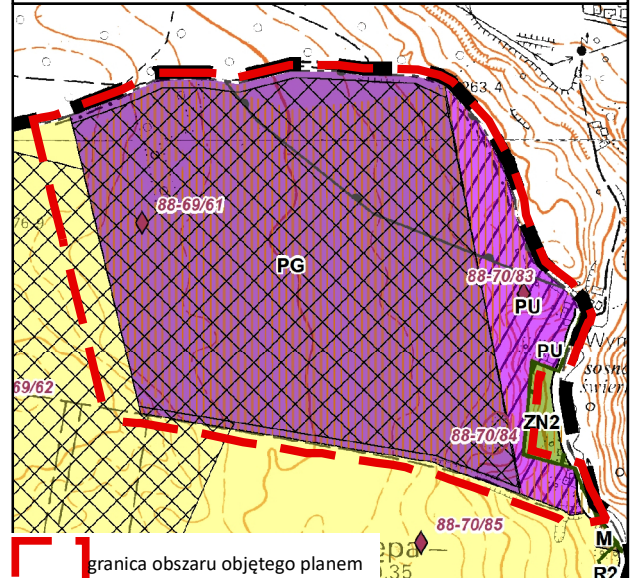 263.4
88-69/61
PG
88-70/83
PU
PU
69/62
ZN2
88-70/84
88-70/85
M
R2
granica obszaru objętego planem